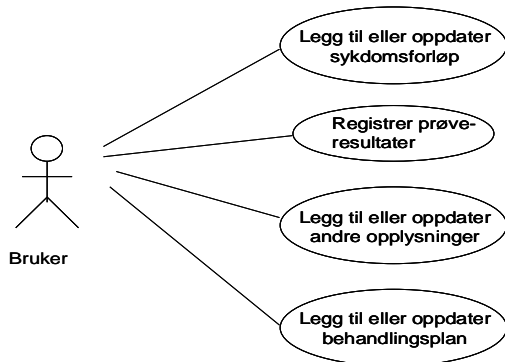 Legg til eller oppdater
sykdomsforløp
Registrer prøve-
resultater
Legg til eller oppdater
andre opplysninger
Bruker
Legg til eller oppdater
behandlingsplan